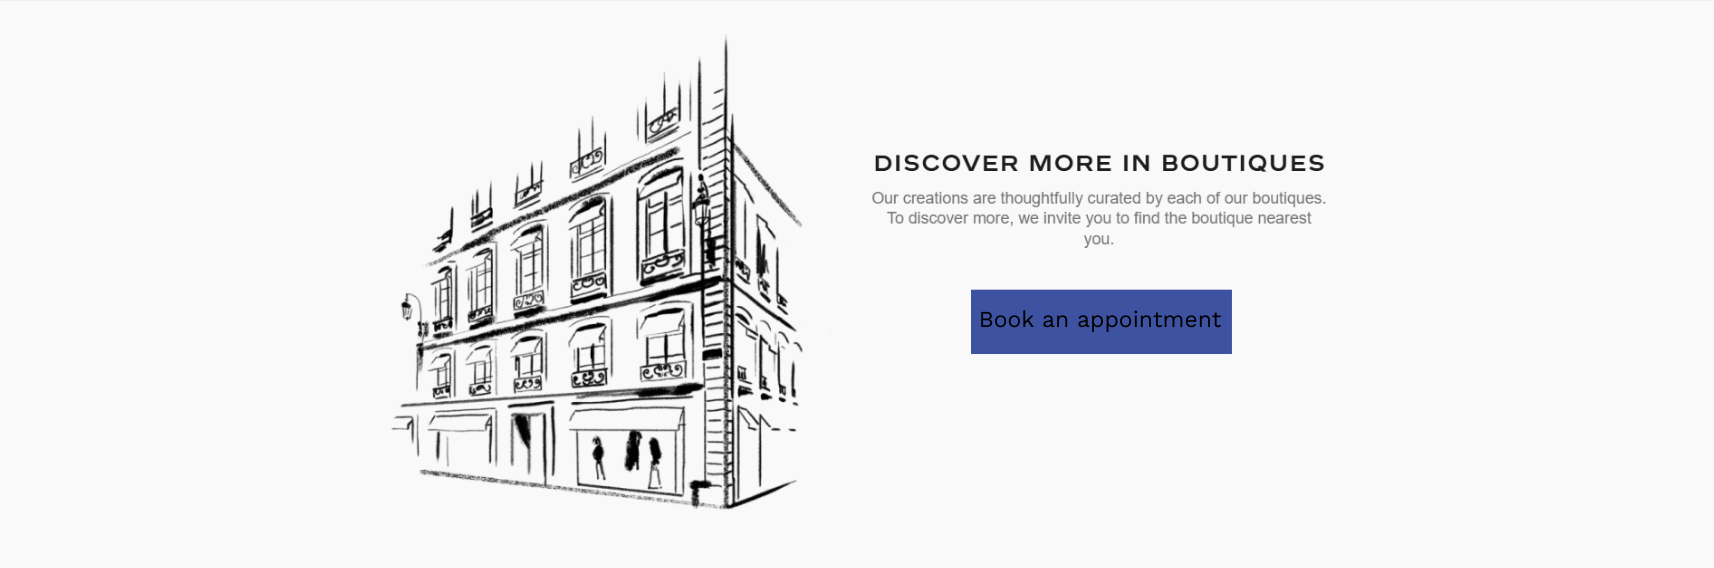 DISCOVER MORE IN BOUTIQUES
Our creations are thoughtfully curated by each of our boutiques.
To discover more, we invite you to find the boutique nearest
you.
Book an appointment